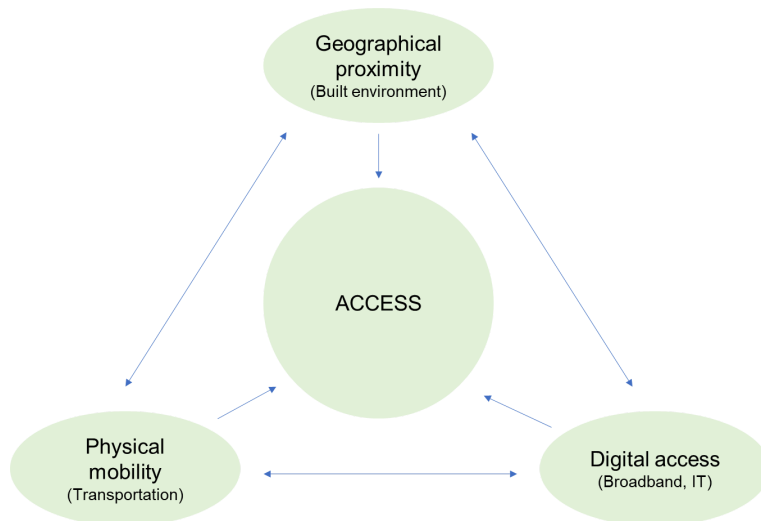 Geographical
proximity
(Built environment)
ACCESS
Physical
mobility
(Transportation)
Digital access
(Broadband, IT)